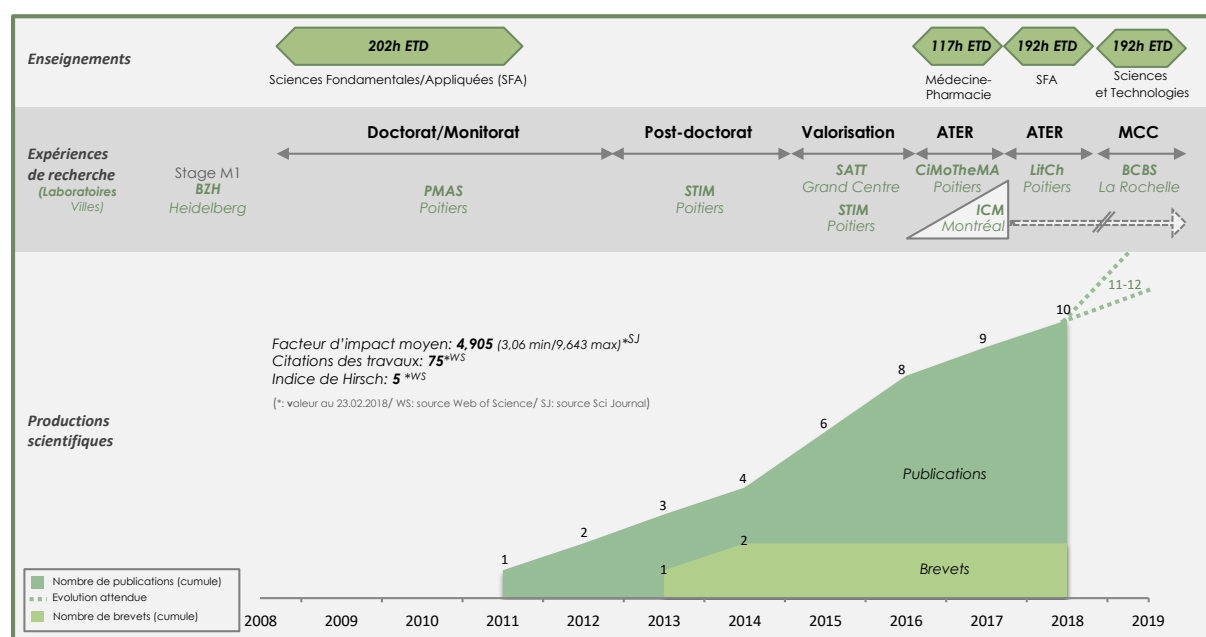 Enseignements
202h ETD
117h ETD
192h ETD
192h ETD
Sciences Fondamentales/Appliquées (SFA)
Médecine-
Pharmacie
SFA
Sciences
et Technologies
Expériences
de recherche
(Laboratoires
Villes)
Stage M1
BZH
Heidelberg
Doctorat/Monitorat
PMAS
Poitiers
Post-doctorat
STIM
Poitiers
Valorisation
SATT
Grand Centre
STIM
Poitiers
ATER
CiMoTheMA
Poitiers
ICM
Montréal
ATER
LitCh
Poitiers
MCC
BCBS
La Rochelle
Productions
scientifiques
Facteur d'impact moyen: 4,905 (3,06 min/9,643 max)*SJ
Citations des travaux: 75*WS
Indice de Hirsch: 5 *WS
(*: valeur au 23.02.2018/ WS: source Web of Science/ SJ: source Sci Journal)
11-12
10
9
8
6
4
3
2
1
2
1
Publications
Brevets
Nombre de publications (cumule)
Evolution attendue
Nombre de brevets (cumule)
2008 2009 2010 2011 2012 2013 2014 2015 2016 2017 2018 2019